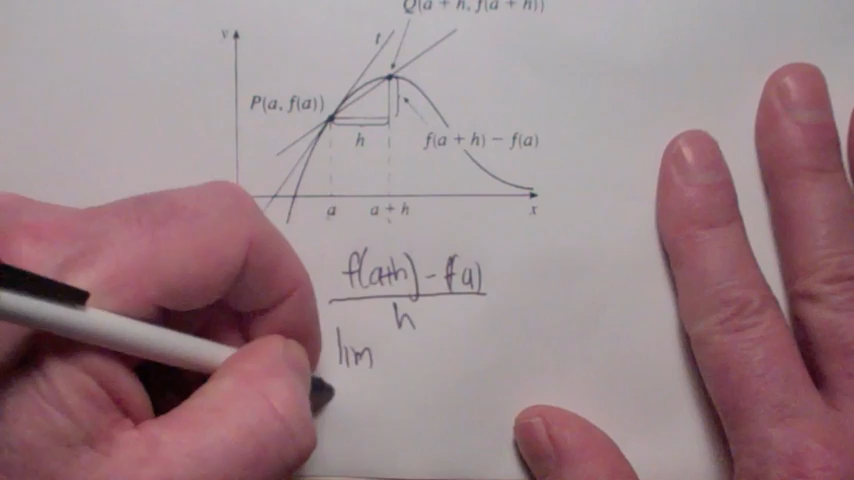 Q(a + h, f(a + h))
y
t
P(a, f(a))
h
f(a + h) − f(a)
a
a + h
x
f(a+h) - f(a)
h
lim